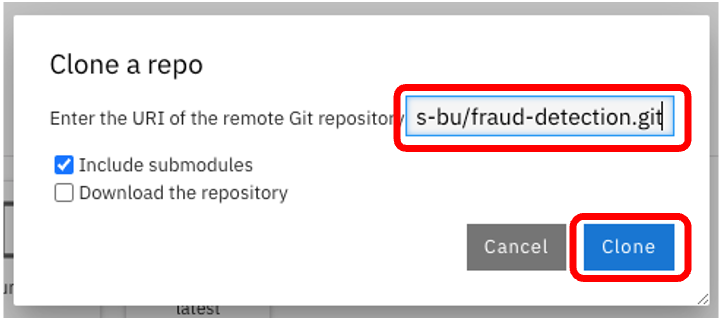 Clone a repo
Enter the URI of the remote Git repository s-bu/fraud-detection.git
Include submodules
Download the repository
Cancel Clone
latest